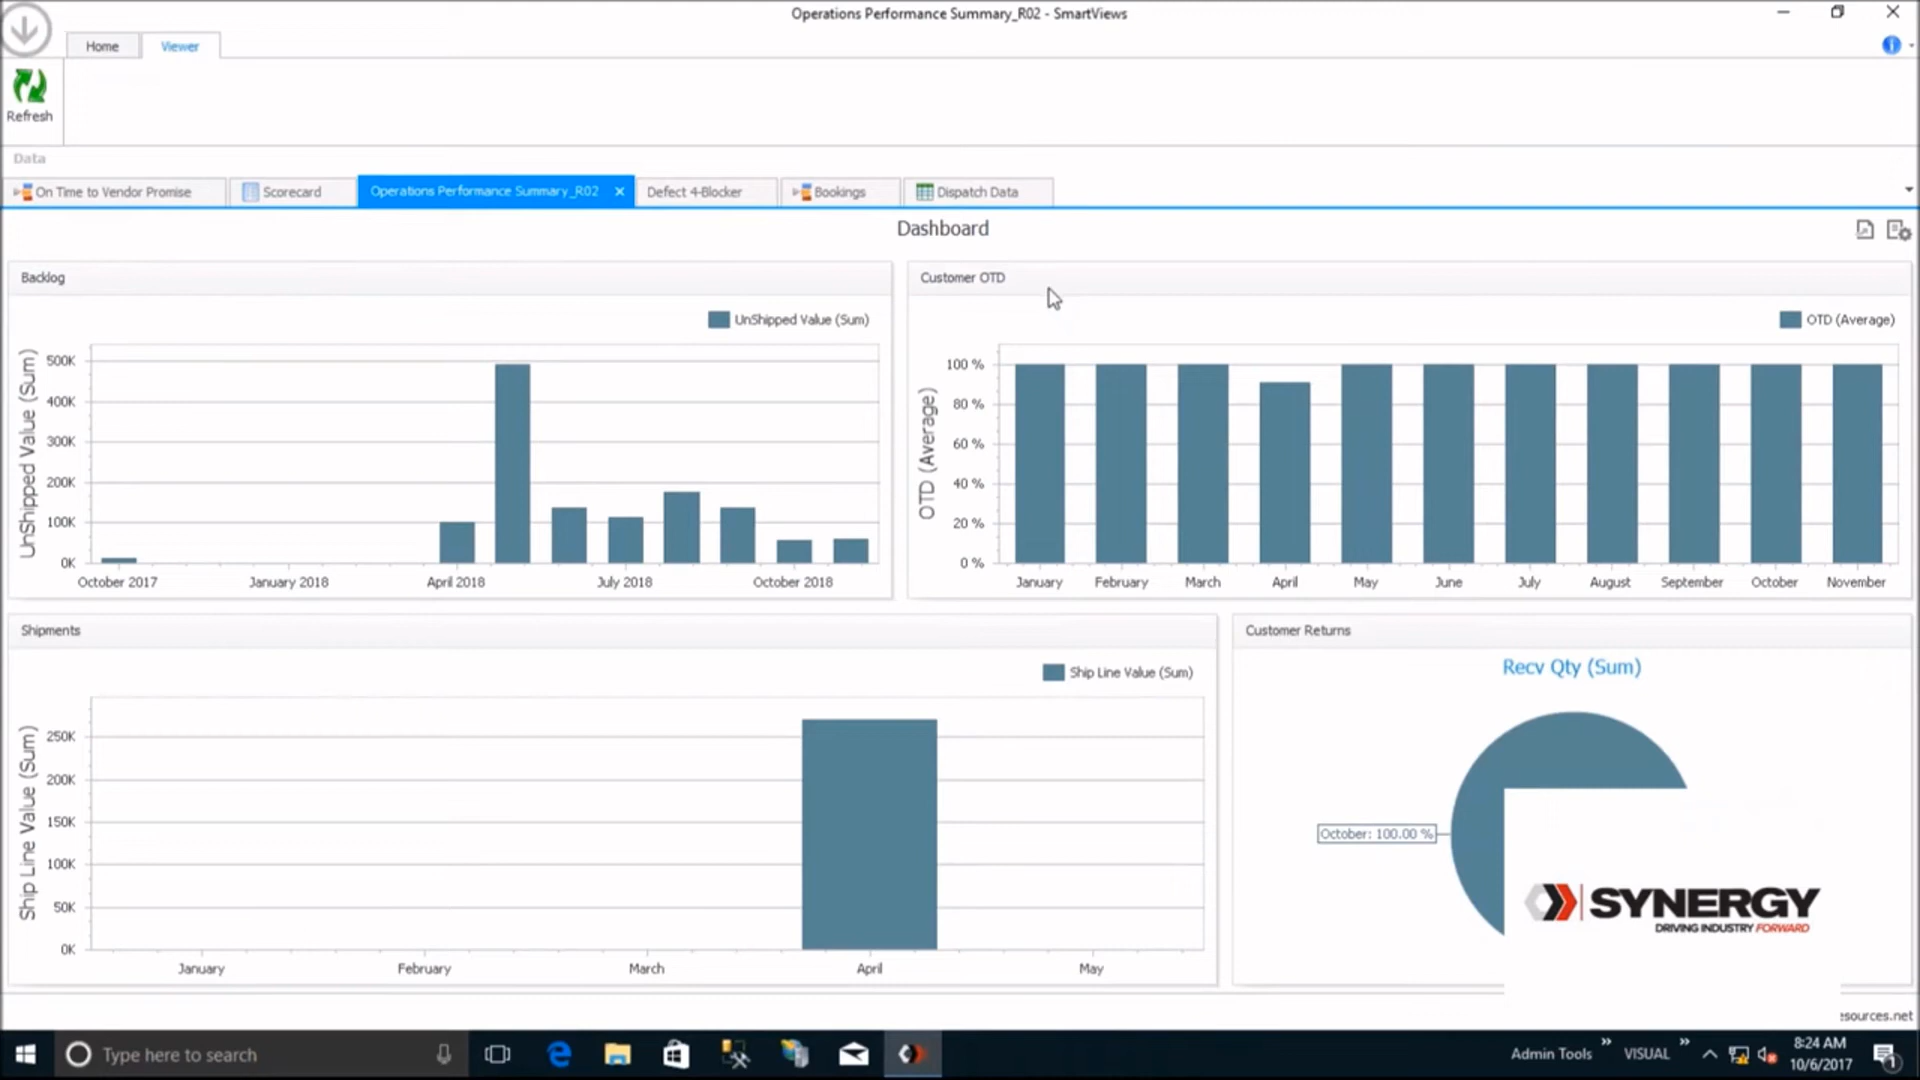 Operations Performance Summary_R02 - SmartViews
Home
Viewer
Refresh
Data
On Time to Vendor Promise
Scorecard
Operations Performance Summary_R02
Defect 4-Blocker
Bookings
Dispatch Data
Dashboard
Backlog
UnShipped Value (Sum)
UnShipped Value (Sum)
500K
400K
300K
200K
100K
0K
October 2017
January 2018
April 2018
July 2018
October 2018
Customer OTD
OTD (Average)
OTD (Average)
100 %
80 %
60 %
40 %
20 %
0 %
January
February
March
April
May
June
July
August
September
October
November
Shipments
Ship Line Value (Sum)
Ship Line Value (Sum)
250K
200K
150K
100K
50K
0K
January
February
March
April
May
Customer Returns
Recv Qty (Sum)
October: 100.00 %
SYNERGY
DRIVING INDUSTRY FORWARD
esources.net
Type here to search
Admin Tools
VISUAL
8:24 AM
10/6/2017
1